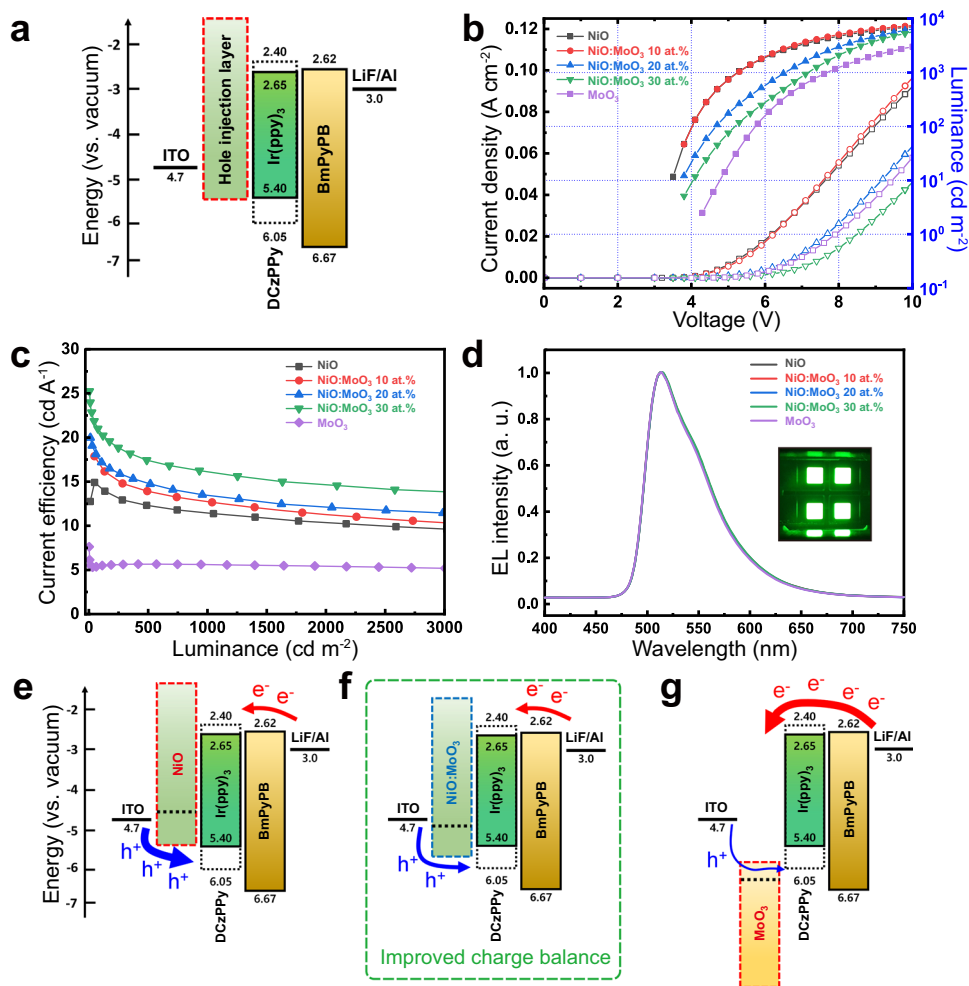 a
Energy (vs. vacuum)
-2
-3
-4
-5
-6
-7
ITO
4.7
Hole injection layer
2.40
2.65
Ir(ppy)₃
5.40
6.05
DCzPPy
2.62
BmPyPB
6.67
LiF/Al
3.0
b
Current density (A cm⁻²)
0.12
0.10
0.08
0.06
0.04
0.02
0.00
NiO
NiO:MoO₃ 10 at.%
NiO:MoO₃ 20 at.%
NiO:MoO₃ 30 at.%
MoO₃
10⁴
10³
10²
10¹
10⁰
10⁻¹
Luminance (cd m⁻²)
0 2 4 6 8 10
Voltage (V)
c
Current efficiency (cd A⁻¹)
30
25
20
15
10
5
0
NiO
NiO:MoO₃ 10 at.%
NiO:MoO₃ 20 at.%
NiO:MoO₃ 30 at.%
MoO₃
0 500 1000 1500 2000 2500 3000
Luminance (cd m⁻²)
d
EL intensity (a. u.)
1.0
0.8
0.6
0.4
0.2
0.0
NiO
NiO:MoO₃ 10 at.%
NiO:MoO₃ 20 at.%
NiO:MoO₃ 30 at.%
MoO₃
400 450 500 550 600 650 700 750
Wavelength (nm)
e
Energy (vs. vacuum)
-2
-3
-4
-5
-6
-7
ITO
4.7
h⁺
h⁺
h⁺
NiO
2.40
2.65
Ir(ppy)₃
5.40
6.05
DCzPPy
e⁻
e⁻
2.62
BmPyPB
6.67
LiF/Al
3.0
f
ITO
4.7
h⁺
h⁺
NiO:MoO₃
2.40
2.65
Ir(ppy)₃
5.40
6.05
DCzPPy
e⁻
e⁻
2.62
BmPyPB
6.67
LiF/Al
3.0
Improved charge balance
g
ITO
4.7
h⁺
MoO₃
e⁻
e⁻
e⁻
e⁻
2.40
2.65
Ir(ppy)₃
5.40
6.05
DCzPPy
2.62
BmPyPB
6.67
LiF/Al
3.0